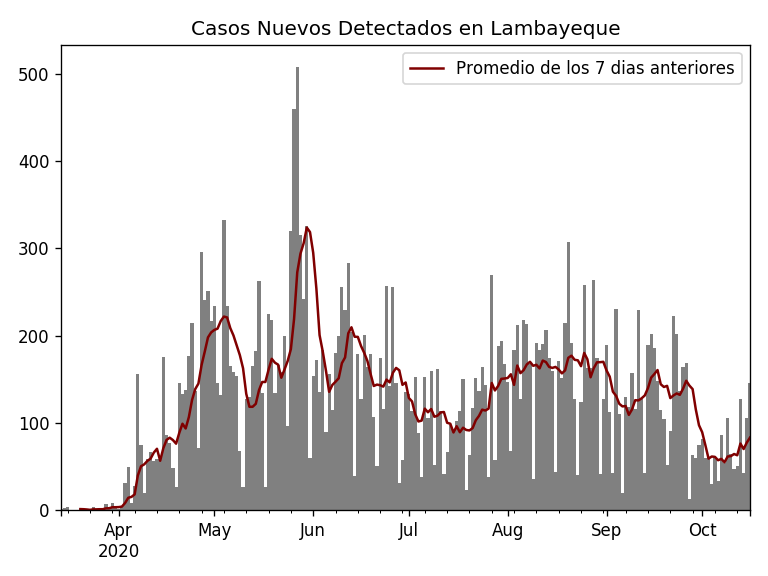 Casos Nuevos Detectados en Lambayeque
Promedio de los 7 dias anteriores
500
400
300
200
100
0
Apr May Jun Jul Aug Sep Oct
2020